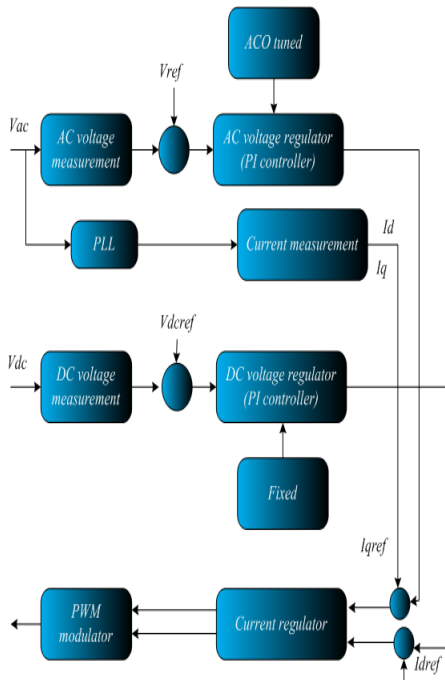 ACO tuned
Vref
Vac
AC voltage
measurement
AC voltage regulator
(PI controller)
PLL
Current measurement
Id
Iq
Vdcref
Vdc
DC voltage
measurement
DC voltage regulator
(PI controller)
Fixed
Iqref
PWM
modulator
Current regulator
Idref